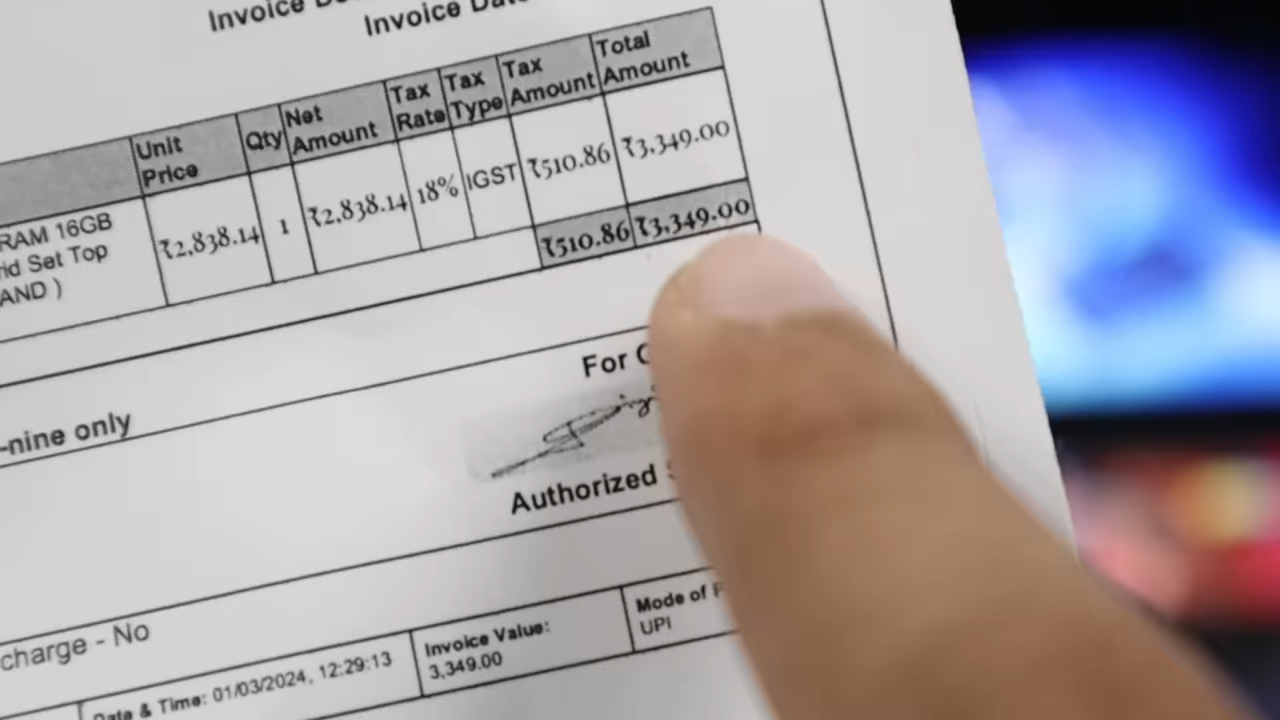 Invoice
Invoice Date
Unit Price Qty Net Amount Tax Rate Tax Type Tax Amount Total Amount
RAM 16GB
Set Top
AND )
₹2,838.14 1 ₹2,838.14 18% IGST ₹510.86 ₹3,349.00
₹510.86 ₹3,349.00
For
-nine only
Authorized
charge - No
Date & Time: 01/03/2024, 12:29:13
Invoice Value:
3,349.00
Mode of
UPI